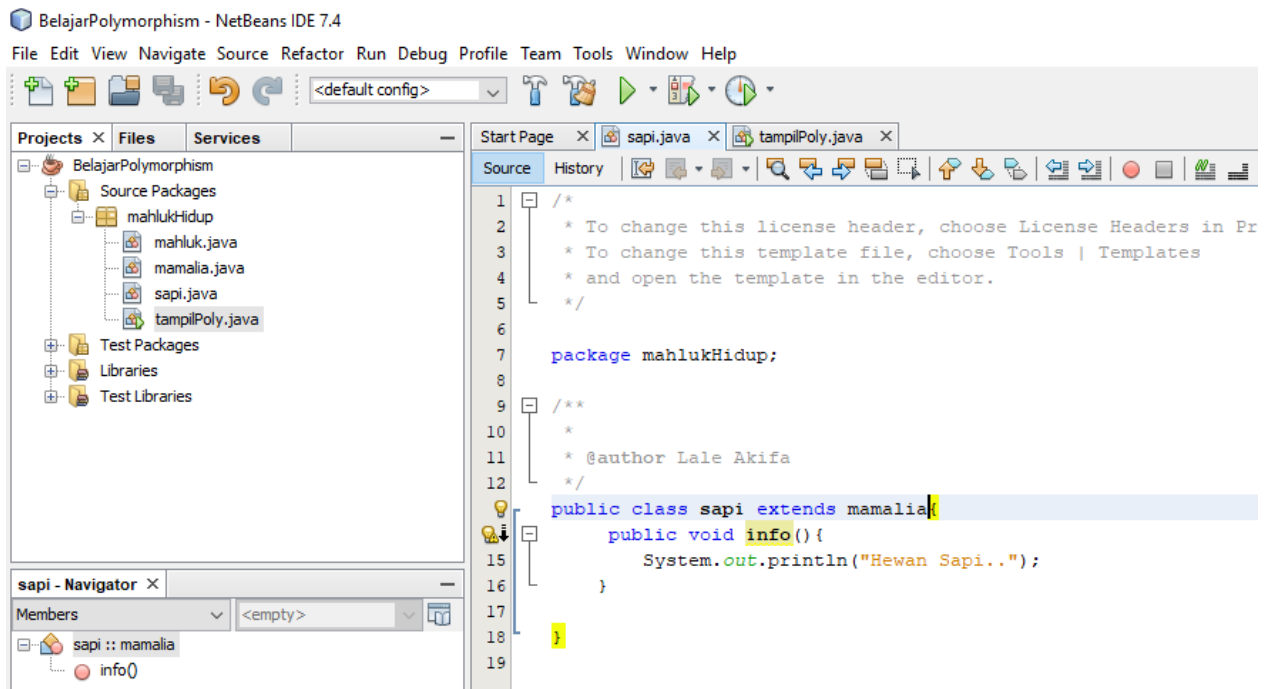 BelajarPolymorphism - NetBeans IDE 7.4
File Edit View Navigate Source Refactor Run Debug Profile Team Tools Window Help
<default config>
Projects Files Services
BelajarPolymorphism
Source Packages
mahlukHidup
mahluk.java
mamalia.java
sapi.java
tampilPoly.java
Test Packages
Libraries
Test Libraries
sapi - Navigator
Members <empty>
sapi :: mamalia
info()
Start Page sapi.java tampilPoly.java
Source History
1 /*
2 * To change this license header, choose License Headers in Pr
3 * To change this template file, choose Tools | Templates
4 * and open the template in the editor.
5 */
6
7 package mahlukHidup;
8
9 /**
10 *
11 * @author Lale Akifa
12 */
public class sapi extends mamalia{
public void info(){
15 System.out.println("Hewan Sapi..");
16 }
17
18 }
19